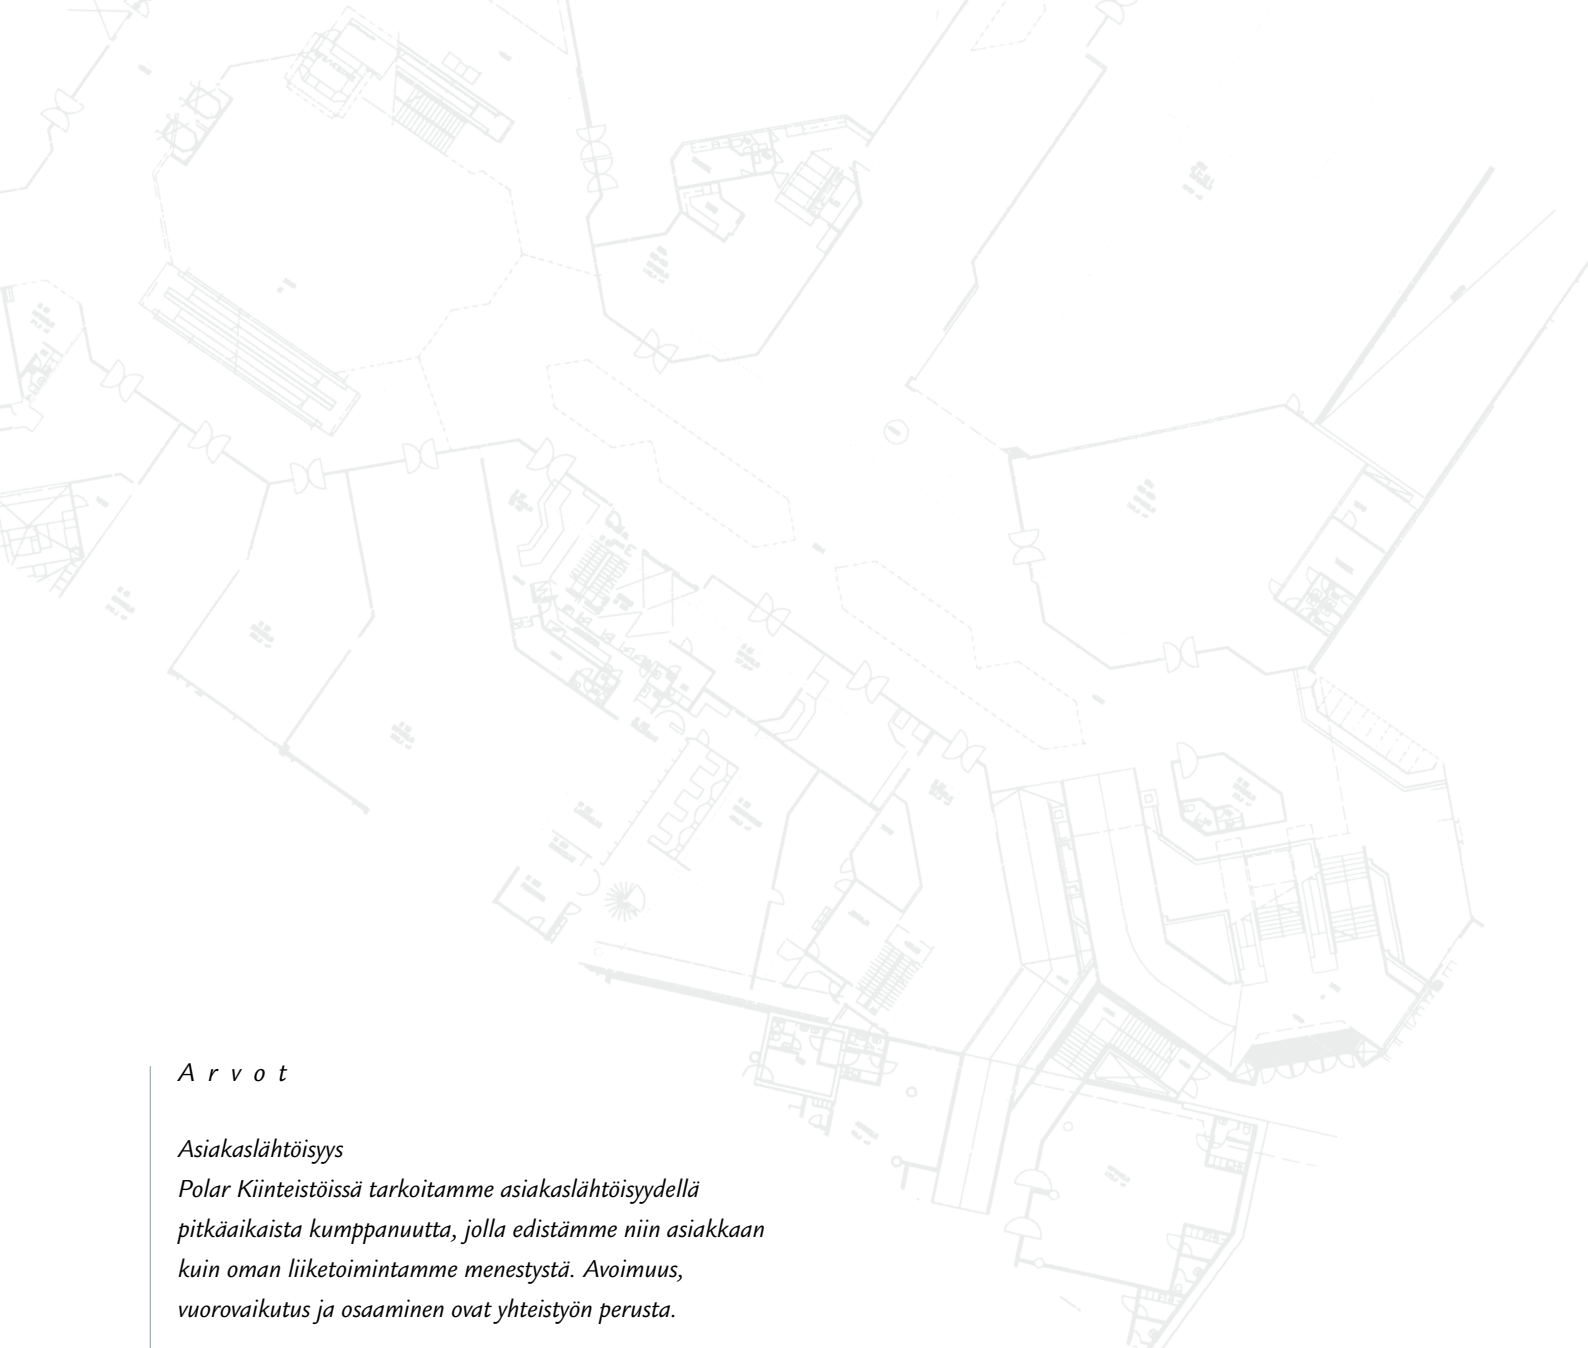 Arvot
Asiakaslähtöisyys
Polar Kiinteistöissä tarkoitamme asiakaslähtöisyydellä
pitkäaikaista kumppanuutta, jolla edistämme niin asiakkaan
kuin oman liiketoimintamme menestystä. Avoimuus,
vuorovaikutus ja osaaminen ovat yhteistyön perusta.